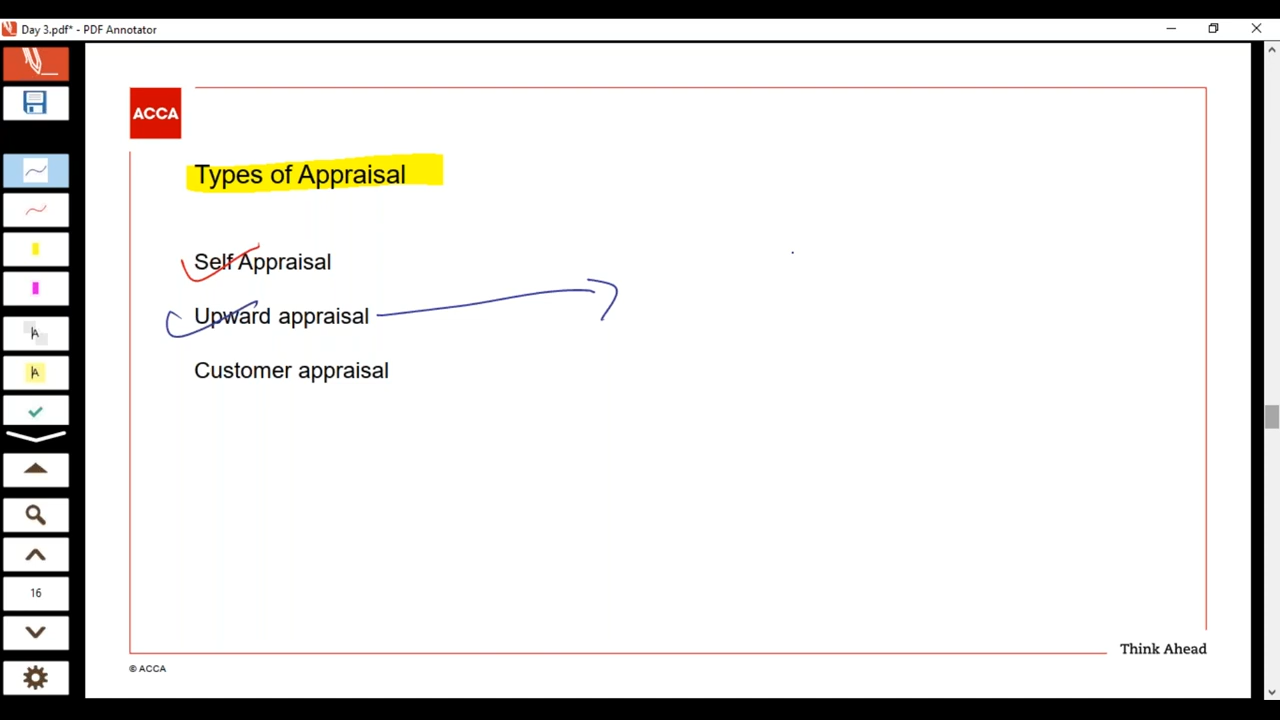 Day 3.pdf* - PDF Annotator
ACCA
Types of Appraisal
Self Appraisal
Upward appraisal
Customer appraisal
16
Think Ahead
© ACCA